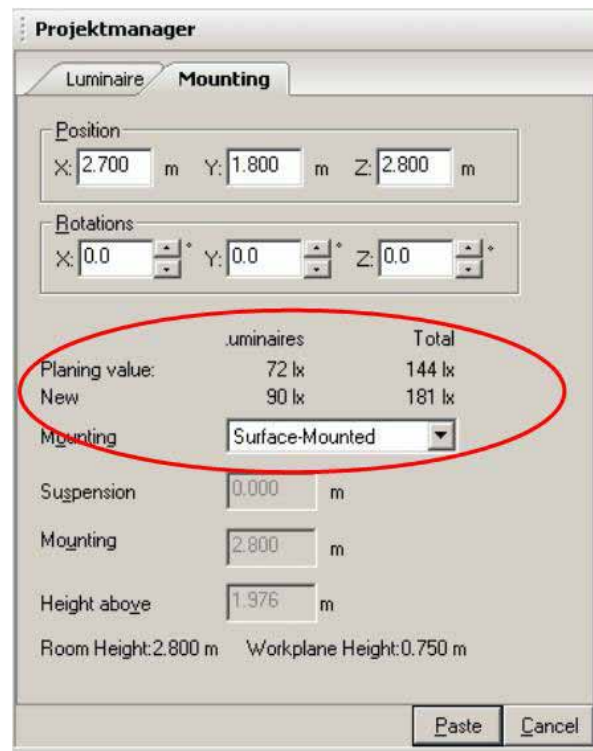 Projektmanager
Luminaire Mounting
Position
X: 2.700 m Y: 1.800 m Z: 2.800 m
Rotations
X: 0.0 ° Y: 0.0 ° Z: 0.0 °
.uminaires Total
Planing value: 72 lx 144 lx
New 90 lx 181 lx
Mounting Surface-Mounted
Suspension 0.000 m
Mounting 2.800 m
Height above 1.976 m
Room Height:2.800 m Workplane Height:0.750 m
Paste Cancel